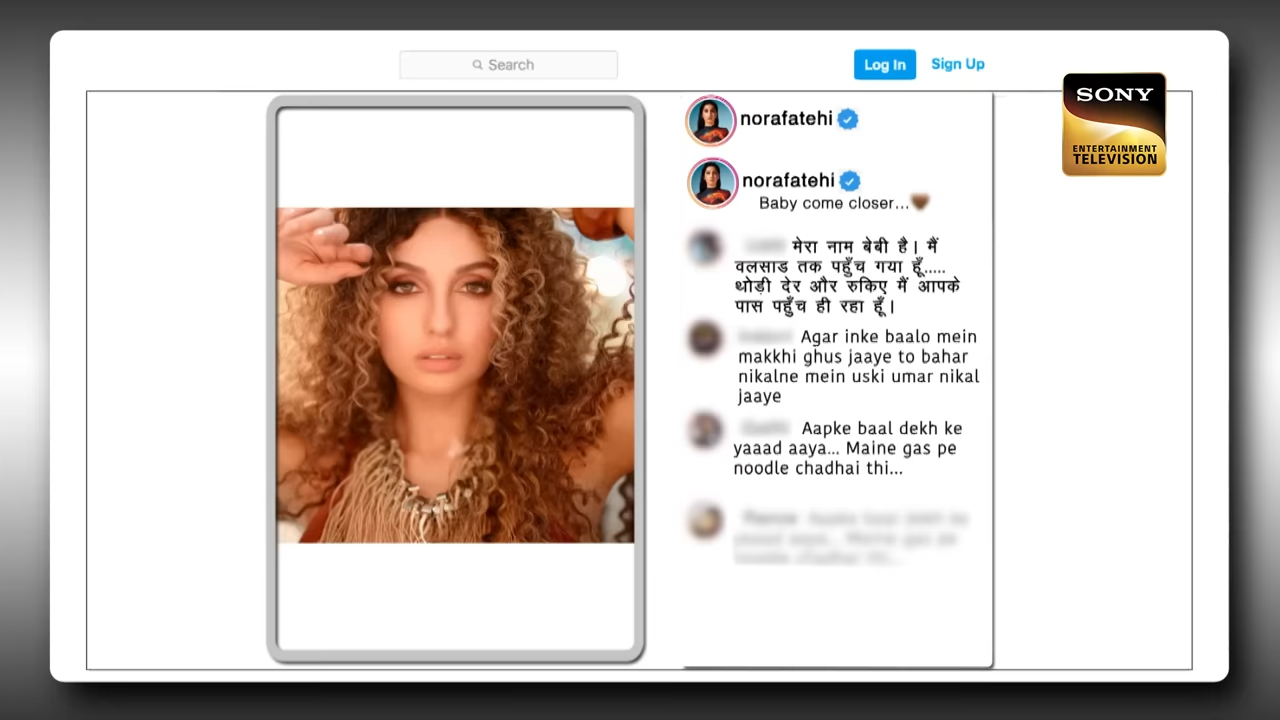 Search
Log In
Sign Up
SONY
ENTERTAINMENT
TELEVISION
norafatehi
norafatehi
Baby come closer...🤎
मेरा नाम बेबी है। मैं
वलसाड तक पहुँच गया हूँ.....
थोड़ी देर और रुकिए मैं आपके
पास पहुँच ही रहा हूँ।
Agar inke baalo mein
makkhi ghus jaaye to bahar
nikalne mein uski umar nikal
jaaye
Aapke baal dekh ke
yaaad aaya... Maine gas pe
noodle chadhai thi...